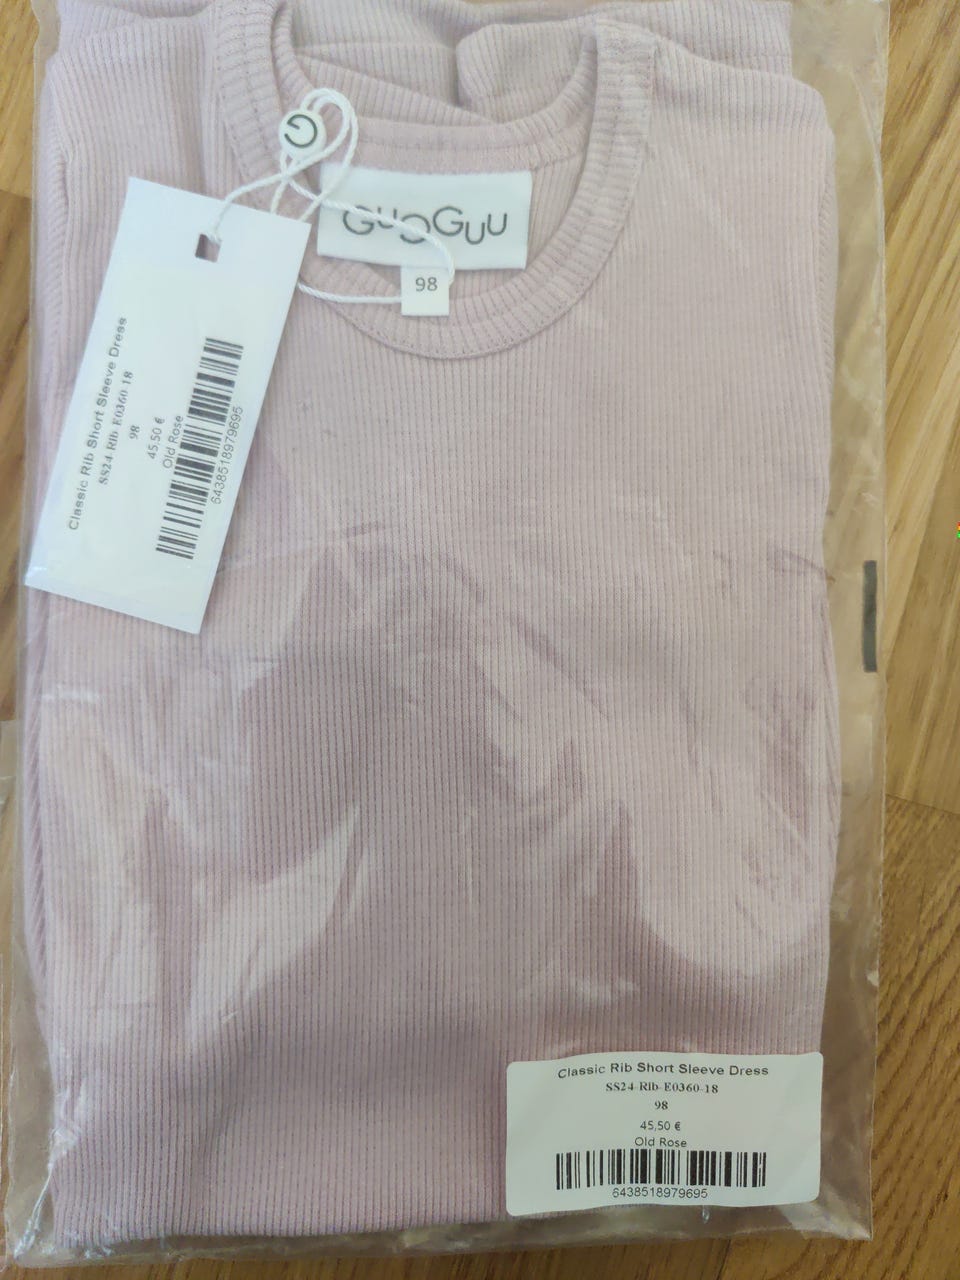 G
GUGGUU
98
Classic Rib Short Sleeve Dress
SS24-Rib-E0360-18
98
45,50 €
Old Rose
6438518979695
Classic Rib Short Sleeve Dress
SS24-Rib-E0360-18
98
45,50 €
Old Rose
6438518979695